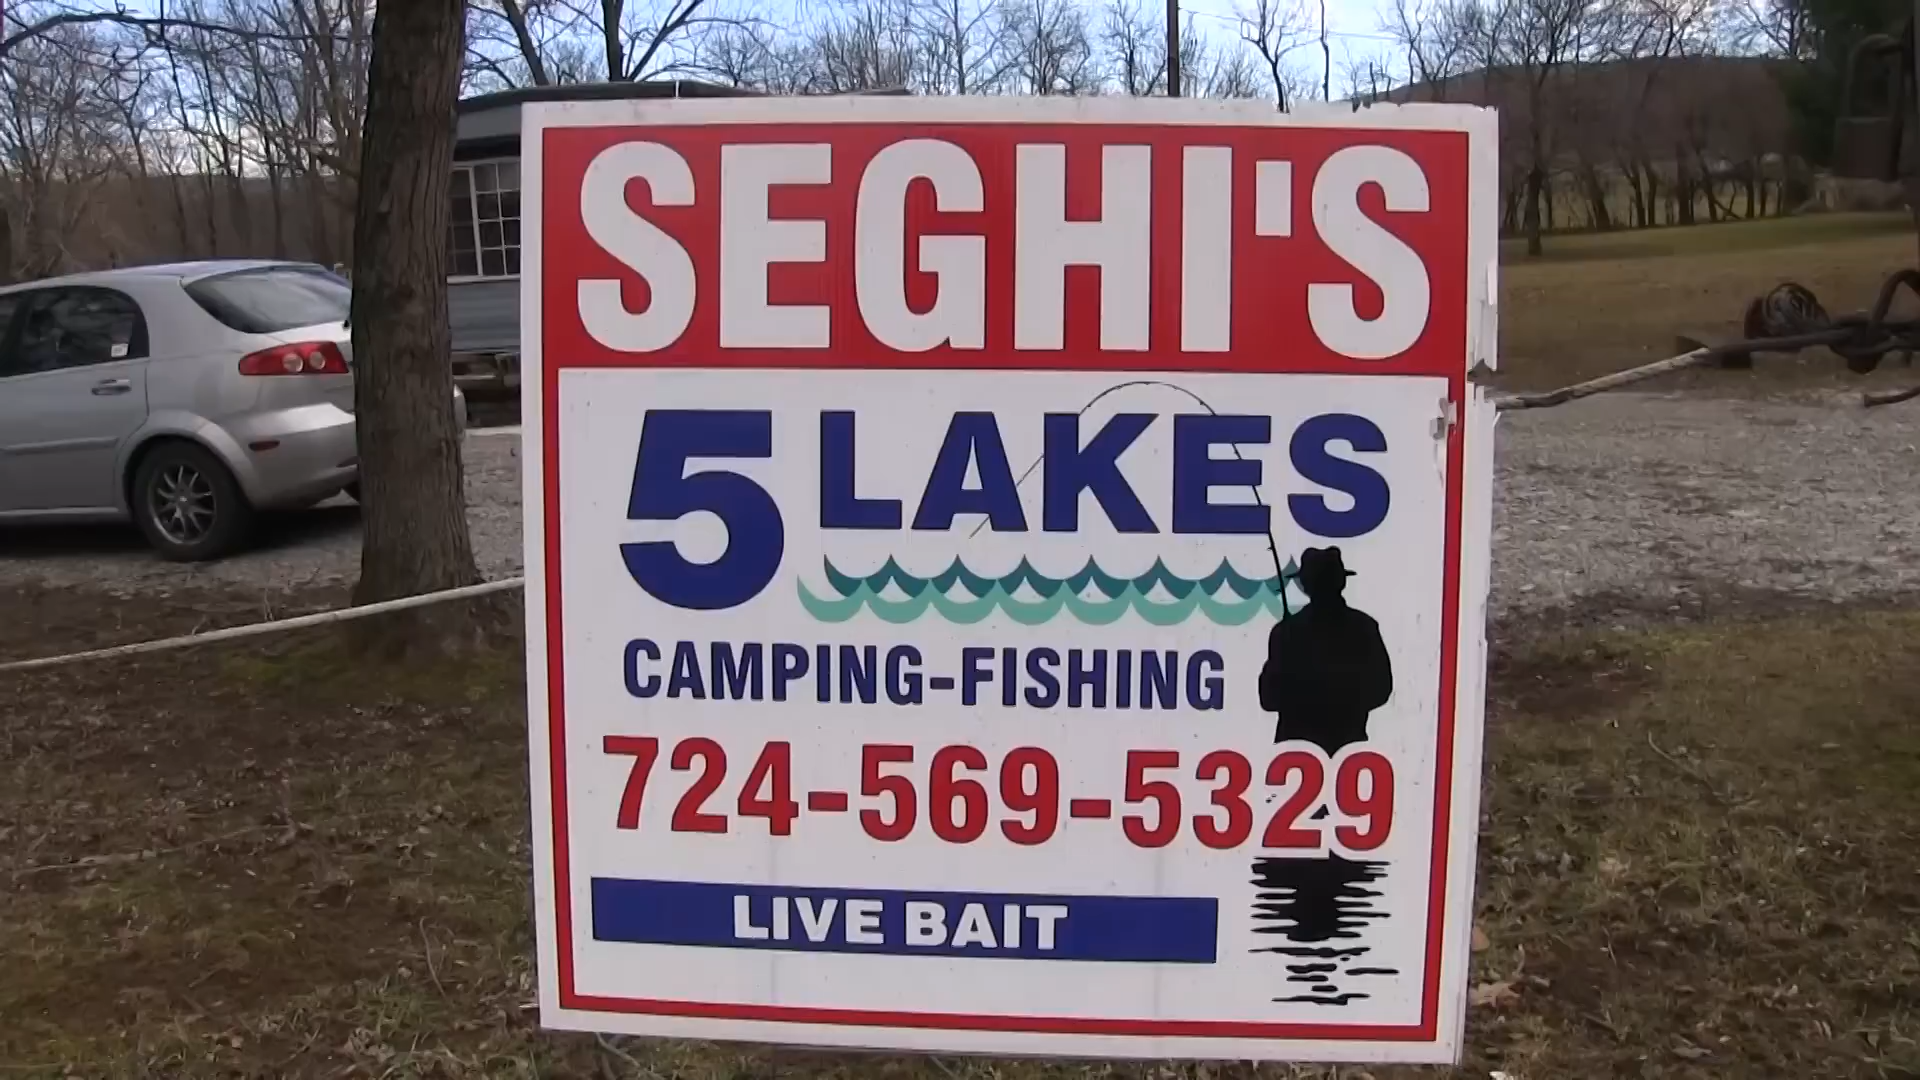 SEGHI'S
5 LAKES
CAMPING-FISHING
724-569-5329
LIVE BAIT